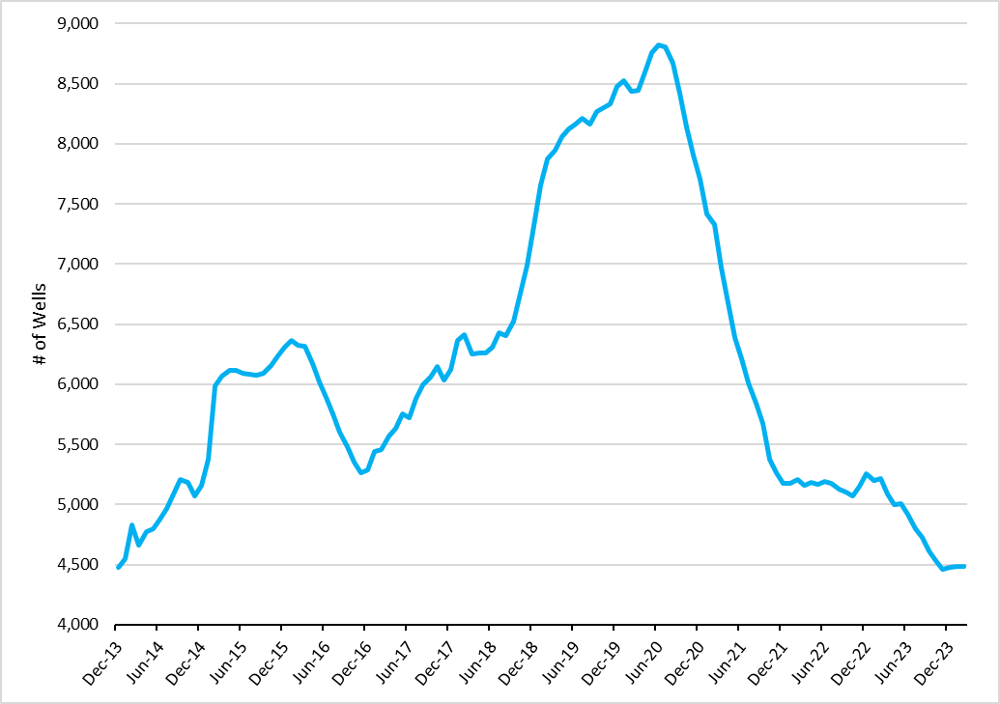 9,000
8,500
8,000
7,500
7,000
6,500
6,000
5,500
5,000
4,500
4,000
# of Wells
Dec-13
Jun-14
Dec-14
Jun-15
Dec-15
Jun-16
Dec-16
Jun-17
Dec-17
Jun-18
Dec-18
Jun-19
Dec-19
Jun-20
Dec-20
Jun-21
Dec-21
Jun-22
Dec-22
Jun-23
Dec-23